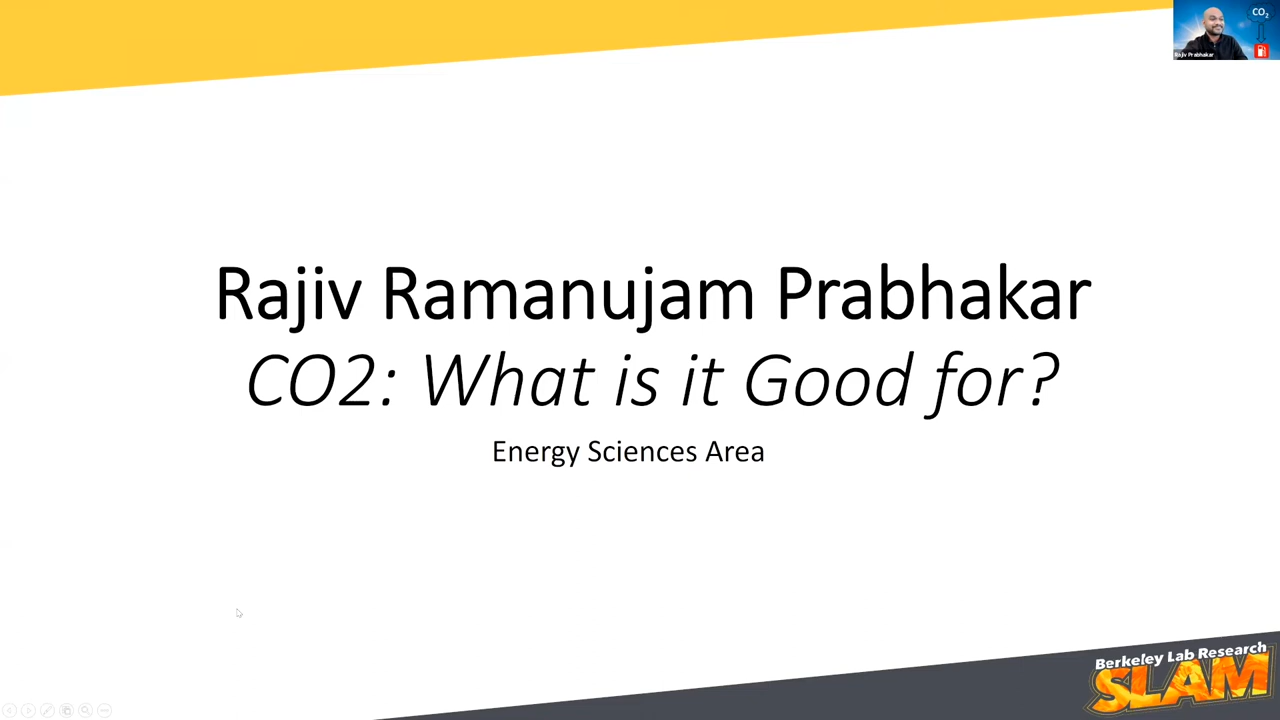 CO2
Rajiv Prabhakar
Rajiv Ramanujam Prabhakar
CO2: What is it Good for?
Energy Sciences Area
Berkeley Lab Research
SLAM